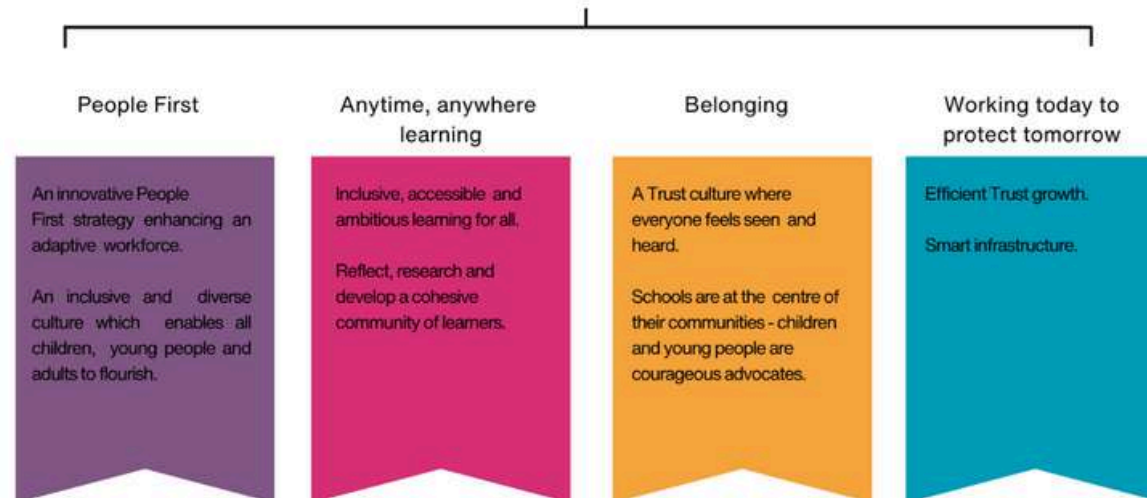 People First
An innovative People
First strategy enhancing an
adaptive workforce.
An inclusive and diverse
culture which enables all
children, young people and
adults to flourish.
Anytime, anywhere
learning
Inclusive, accessible and
ambitious learning for all.
Reflect, research and
develop a cohesive
community of learners.
Belonging
A Trust culture where
everyone feels seen and
heard.
Schools are at the centre of
their communities - children
and young people are
courageous advocates.
Working today to
protect tomorrow
Efficient Trust growth.
Smart infrastructure.